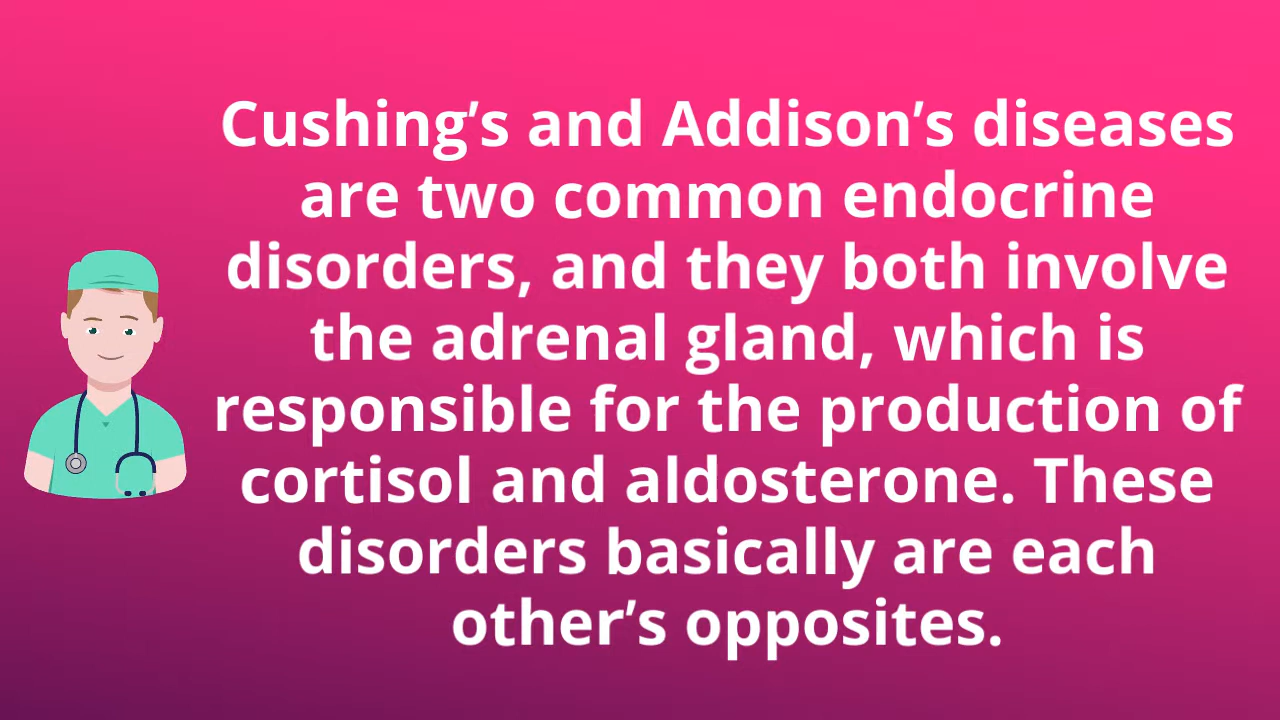 Cushing’s and Addison’s diseases
are two common endocrine
disorders, and they both involve
the adrenal gland, which is
responsible for the production of
cortisol and aldosterone. These
disorders basically are each
other’s opposites.